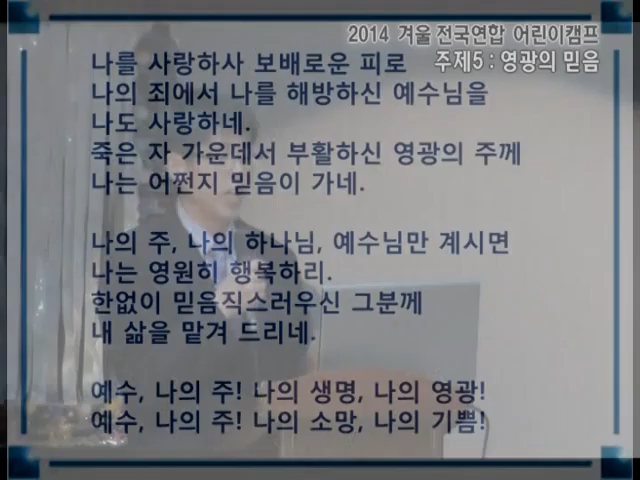 2014 겨울 전국연합 어린이캠프
주제5 : 영광의 믿음
나를 사랑하사 보배로운 피로
나의 죄에서 나를 해방하신 예수님을
나도 사랑하네.
죽은 자 가운데서 부활하신 영광의 주께
나는 어쩐지 믿음이 가네.
나의 주, 나의 하나님, 예수님만 계시면
나는 영원히 행복하리.
한없이 믿음직스러우신 그분께
내 삶을 맡겨 드리네.
예수, 나의 주! 나의 생명, 나의 영광!
예수, 나의 주! 나의 소망, 나의 기쁨!